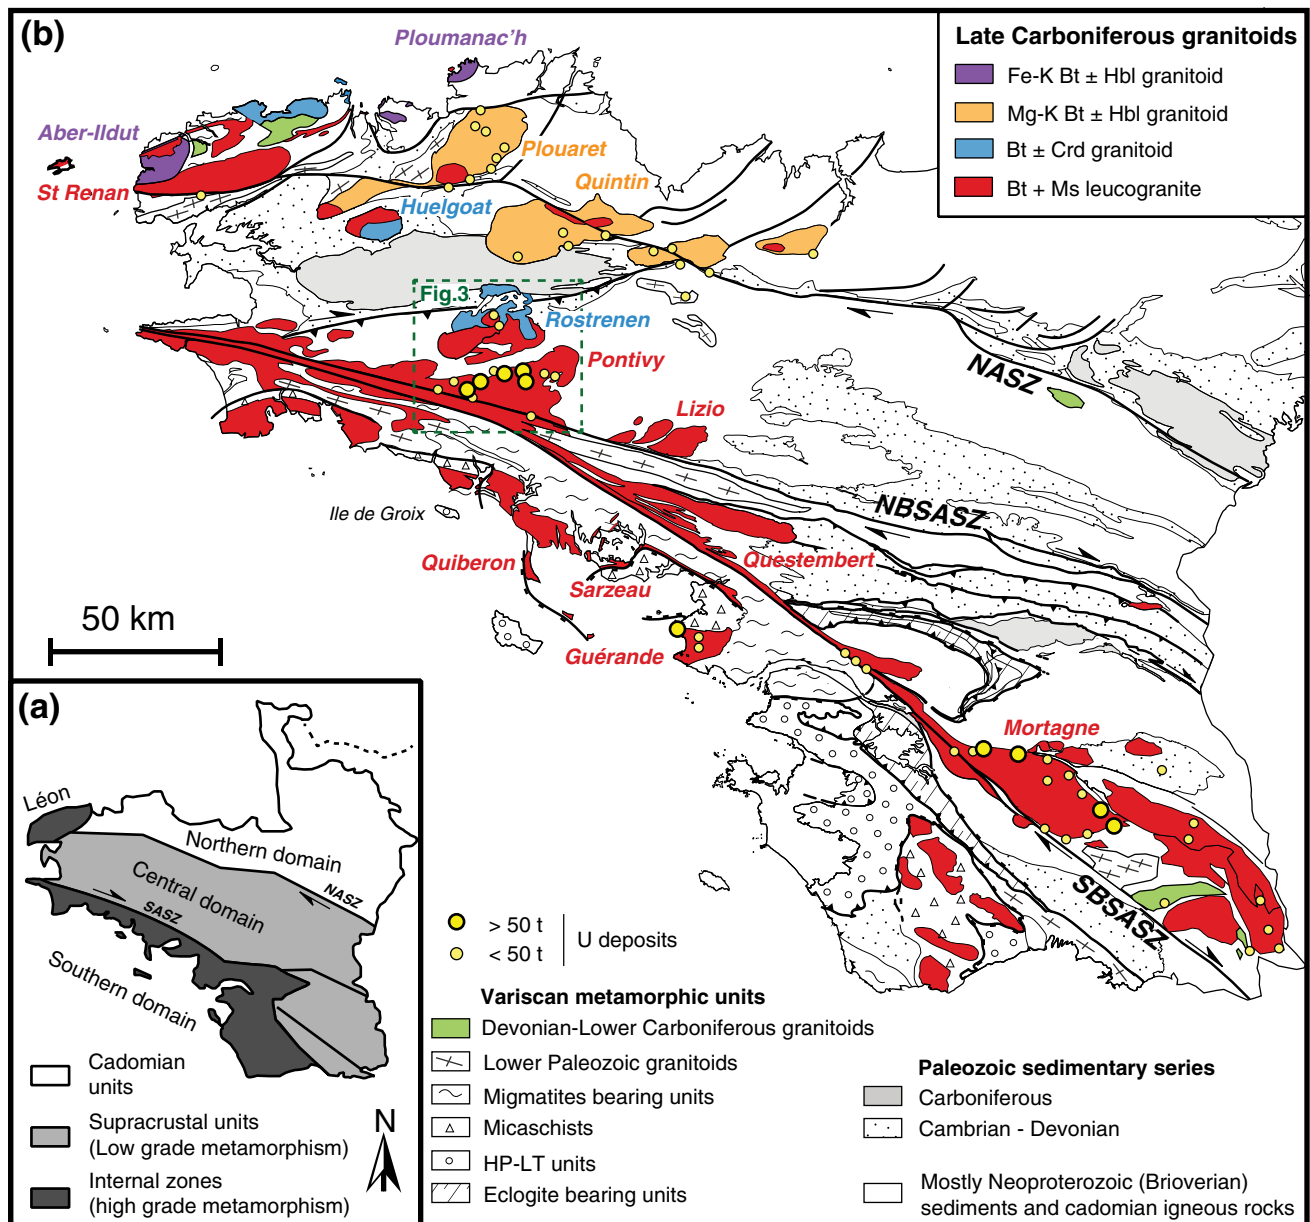 (b)
Ploumanac'h
Aber-Ildut
St Renan
Plouaret
Quintin
Huelgoat
Fig.3
Rostrenen
Pontivy
Lizio
NASZ
NBSASZ
Ile de Groix
Quiberon
Sarzeau
Questembert
Guérande
Mortagne
SBSASZ
50 km
Late Carboniferous granitoids
Fe-K Bt ± Hbl granitoid
Mg-K Bt ± Hbl granitoid
Bt ± Crd granitoid
Bt + Ms leucogranite
(a)
Léon
Northern domain
Central domain
NASZ
SASZ
Southern domain
Cadomian
units
Supracrustal units
(Low grade metamorphism)
Internal zones
(high grade metamorphism)
N
> 50 t
< 50 t
U deposits
Variscan metamorphic units
Devonian-Lower Carboniferous granitoids
Lower Paleozoic granitoids
Migmatites bearing units
Micaschists
HP-LT units
Eclogite bearing units
Paleozoic sedimentary series
Carboniferous
Cambrian - Devonian
Mostly Neoproterozoic (Brioverian)
sediments and cadomian igneous rocks